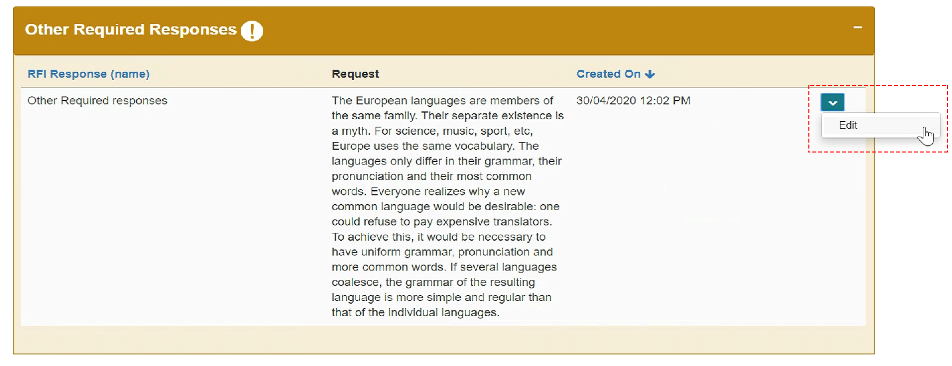 Other Required Responses !
RFI Response (name) Request Created On
Other Required responses The European languages are members of 30/04/2020 12:02 PM
the same family. Their separate existence is
Edit
a myth. For science, music, sport, etc,
Europe uses the same vocabulary. The
languages only differ in their grammar, their
pronunciation and their most common
words. Everyone realizes why a new
common language would be desirable: one
could refuse to pay expensive translators.
To achieve this, it would be necessary to
have uniform grammar, pronunciation and
more common words. If several languages
coalesce, the grammar of the resulting
language is more simple and regular than
that of the individual languages.